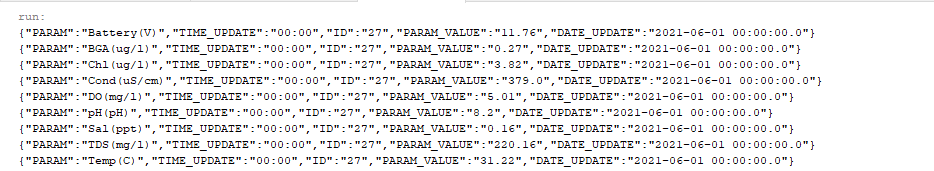 run:
{"PARAM":"Battery(V)","TIME_UPDATE":"00:00","ID":"27","PARAM_VALUE":"11.76","DATE_UPDATE":"2021-06-01 00:00:00.0"}
{"PARAM":"BGA(ug/l)","TIME_UPDATE":"00:00","ID":"27","PARAM_VALUE":"0.27","DATE_UPDATE":"2021-06-01 00:00:00.0"}
{"PARAM":"Chl(ug/l)","TIME_UPDATE":"00:00","ID":"27","PARAM_VALUE":"3.82","DATE_UPDATE":"2021-06-01 00:00:00.0"}
{"PARAM":"Cond(uS/cm)","TIME_UPDATE":"00:00","ID":"27","PARAM_VALUE":"379.0","DATE_UPDATE":"2021-06-01 00:00:00.0"}
{"PARAM":"DO(mg/l)","TIME_UPDATE":"00:00","ID":"27","PARAM_VALUE":"5.01","DATE_UPDATE":"2021-06-01 00:00:00.0"}
{"PARAM":"pH(pH)","TIME_UPDATE":"00:00","ID":"27","PARAM_VALUE":"8.2","DATE_UPDATE":"2021-06-01 00:00:00.0"}
{"PARAM":"Sal(ppt)","TIME_UPDATE":"00:00","ID":"27","PARAM_VALUE":"0.16","DATE_UPDATE":"2021-06-01 00:00:00.0"}
{"PARAM":"TDS(mg/l)","TIME_UPDATE":"00:00","ID":"27","PARAM_VALUE":"220.16","DATE_UPDATE":"2021-06-01 00:00:00.0"}
{"PARAM":"Temp(C)","TIME_UPDATE":"00:00","ID":"27","PARAM_VALUE":"31.22","DATE_UPDATE":"2021-06-01 00:00:00.0"}